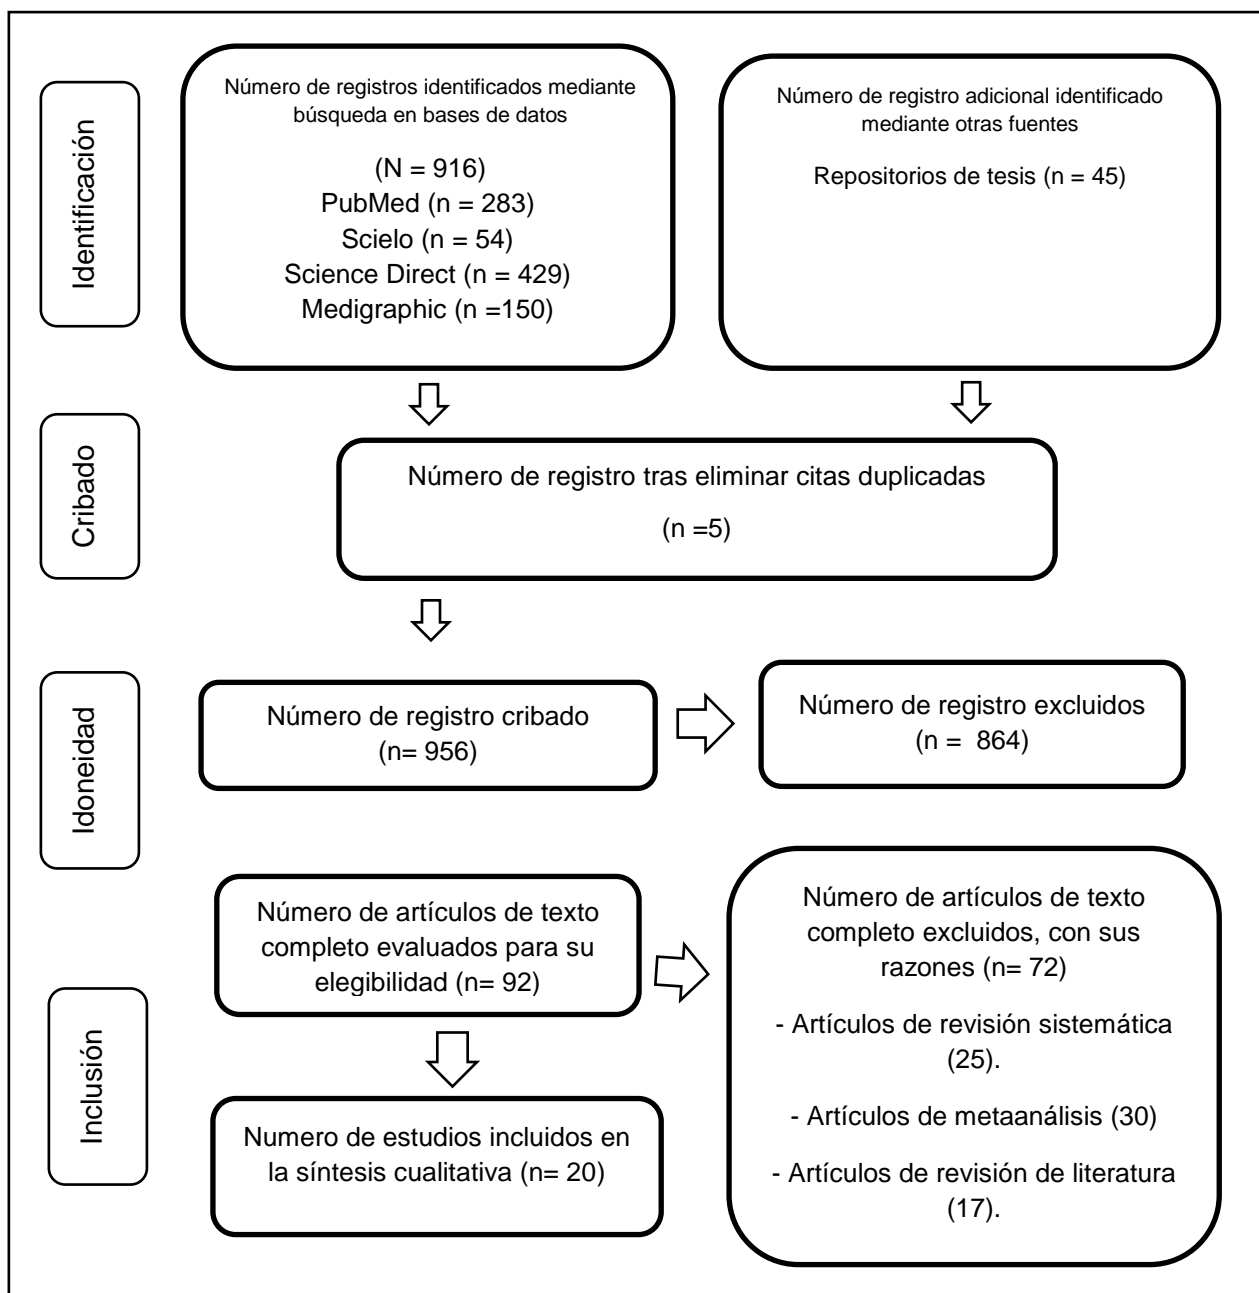 Identificación
Número de registros identificados mediante
búsqueda en bases de datos
(N = 916)
PubMed (n = 283)
Scielo (n = 54)
Science Direct (n = 429)
Medigraphic (n =150)
Número de registro adicional identificado
mediante otras fuentes
Repositorios de tesis (n = 45)
Cribado
Número de registro tras eliminar citas duplicadas
(n =5)
Idoneidad
Número de registro cribado
(n= 956)
Número de registro excluidos
(n =  864)
Número de artículos de texto
completo evaluados para su
elegibilidad (n= 92)
Número de artículos de texto
completo excluidos, con sus
razones (n= 72)
- Artículos de revisión sistemática
(25).
- Artículos de metaanálisis (30)
- Artículos de revisión de literatura
(17).
Inclusión
Numero de estudios incluidos en
la síntesis cualitativa (n= 20)